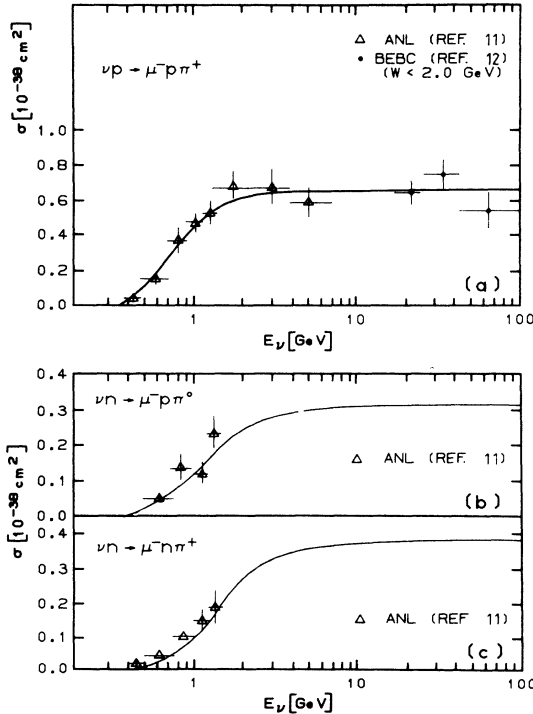 νp → μ⁻pπ⁺
△ ANL (REF. 11)
• BEBC (REF. 12)
(W < 2.0 GeV)
σ [10⁻³⁸ cm²]
1.0
0.8
0.6
0.4
0.2
0.0
(a)
1 10 100
Eν [GeV]
0.4
0.3
0.2
0.1
0.0
νn → μ⁻pπ°
△ ANL (REF. 11)
(b)
σ [10⁻³⁸ cm²]
νn → μ⁻nπ⁺
0.4
0.3
0.2
0.1
0.0
△ ANL (REF. 11)
(c)
1 10 100
Eν [GeV]